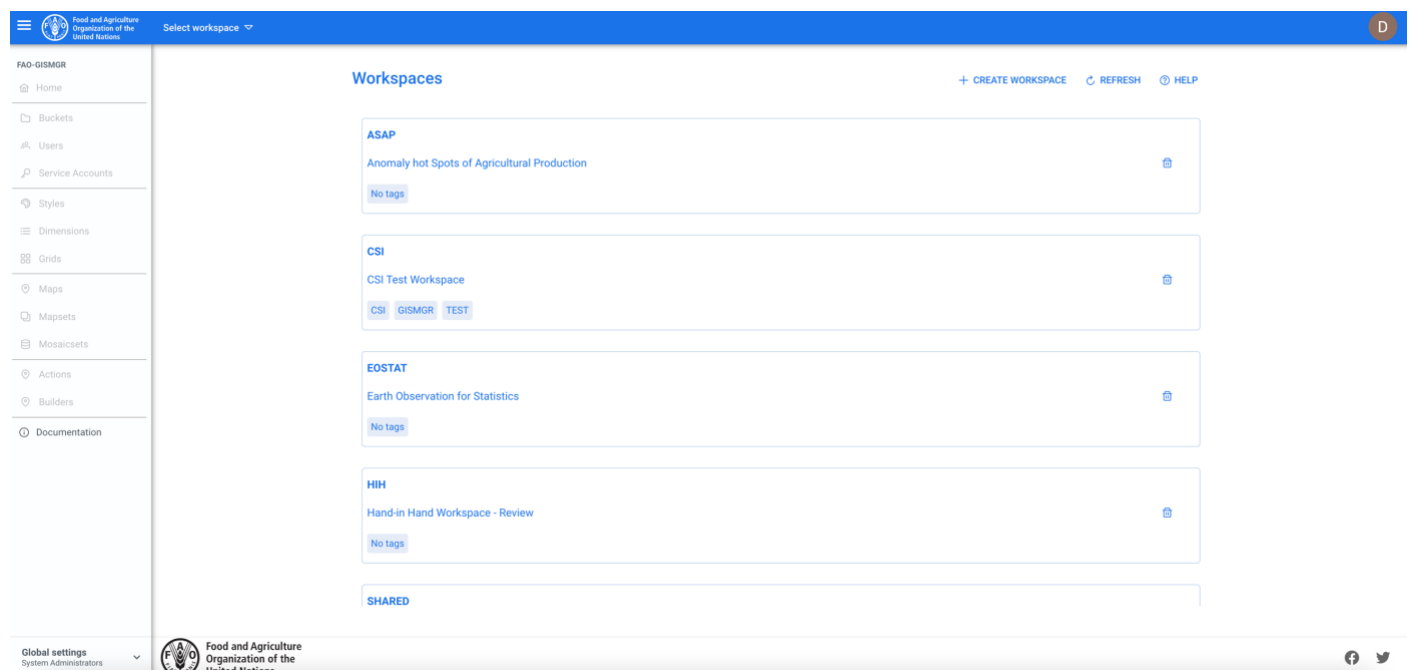 Food and Agriculture
Organization of the
United Nations
Select workspace
D
FAO-GISMGR
Home
Buckets
Users
Service Accounts
Styles
Dimensions
Grids
Maps
Mapsets
Mosaicsets
Actions
Builders
Documentation
Global settings
System Administrators
Workspaces
CREATE WORKSPACE REFRESH HELP
ASAP
Anomaly hot Spots of Agricultural Production
No tags
CSI
CSI Test Workspace
CSI GISMGR TEST
EOSTAT
Earth Observation for Statistics
No tags
HIH
Hand-in Hand Workspace - Review
No tags
SHARED
Food and Agriculture
Organization of the
United Nations